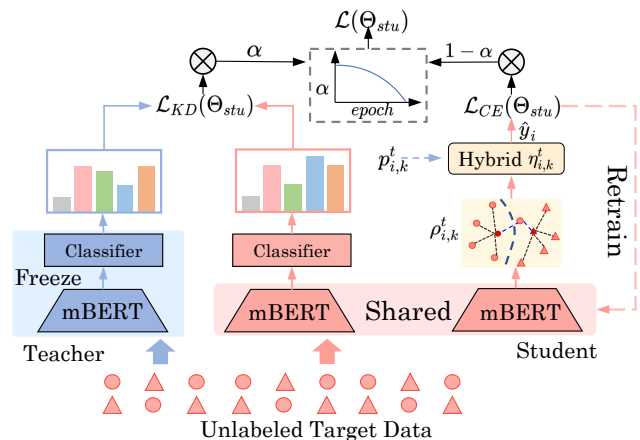 ℒ(Θ_stu)
α
1 − α
α
epoch
ℒ_KD(Θ_stu)
ℒ_CE(Θ_stu)
ŷ_i
p^t_{i,k}
Hybrid η^t_{i,k}
ρ^t_{i,k}
Retrain
Classifier
Classifier
Freeze
mBERT
mBERT
Shared
mBERT
Teacher
Student
Unlabeled Target Data